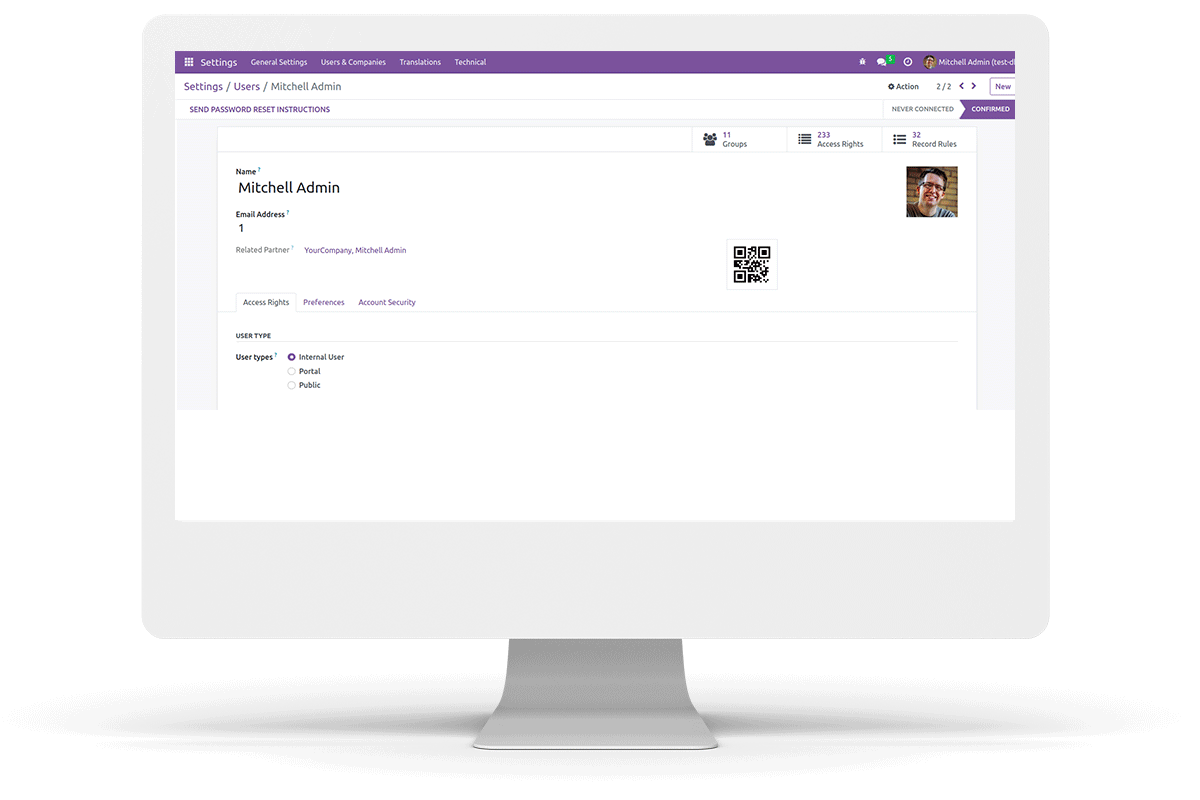 Settings General Settings Users & Companies Translations Technical 5 Mitchell Admin (test-dl
Settings / Users / Mitchell Admin Action 2 / 2 New
SEND PASSWORD RESET INSTRUCTIONS NEVER CONNECTED CONFIRMED
11 Groups 233 Access Rights 32 Record Rules
Name ?
Mitchell Admin
Email Address ?
1
Related Partner ? YourCompany, Mitchell Admin
Access Rights Preferences Account Security
USER TYPE
User types ? Internal User
Portal
Public